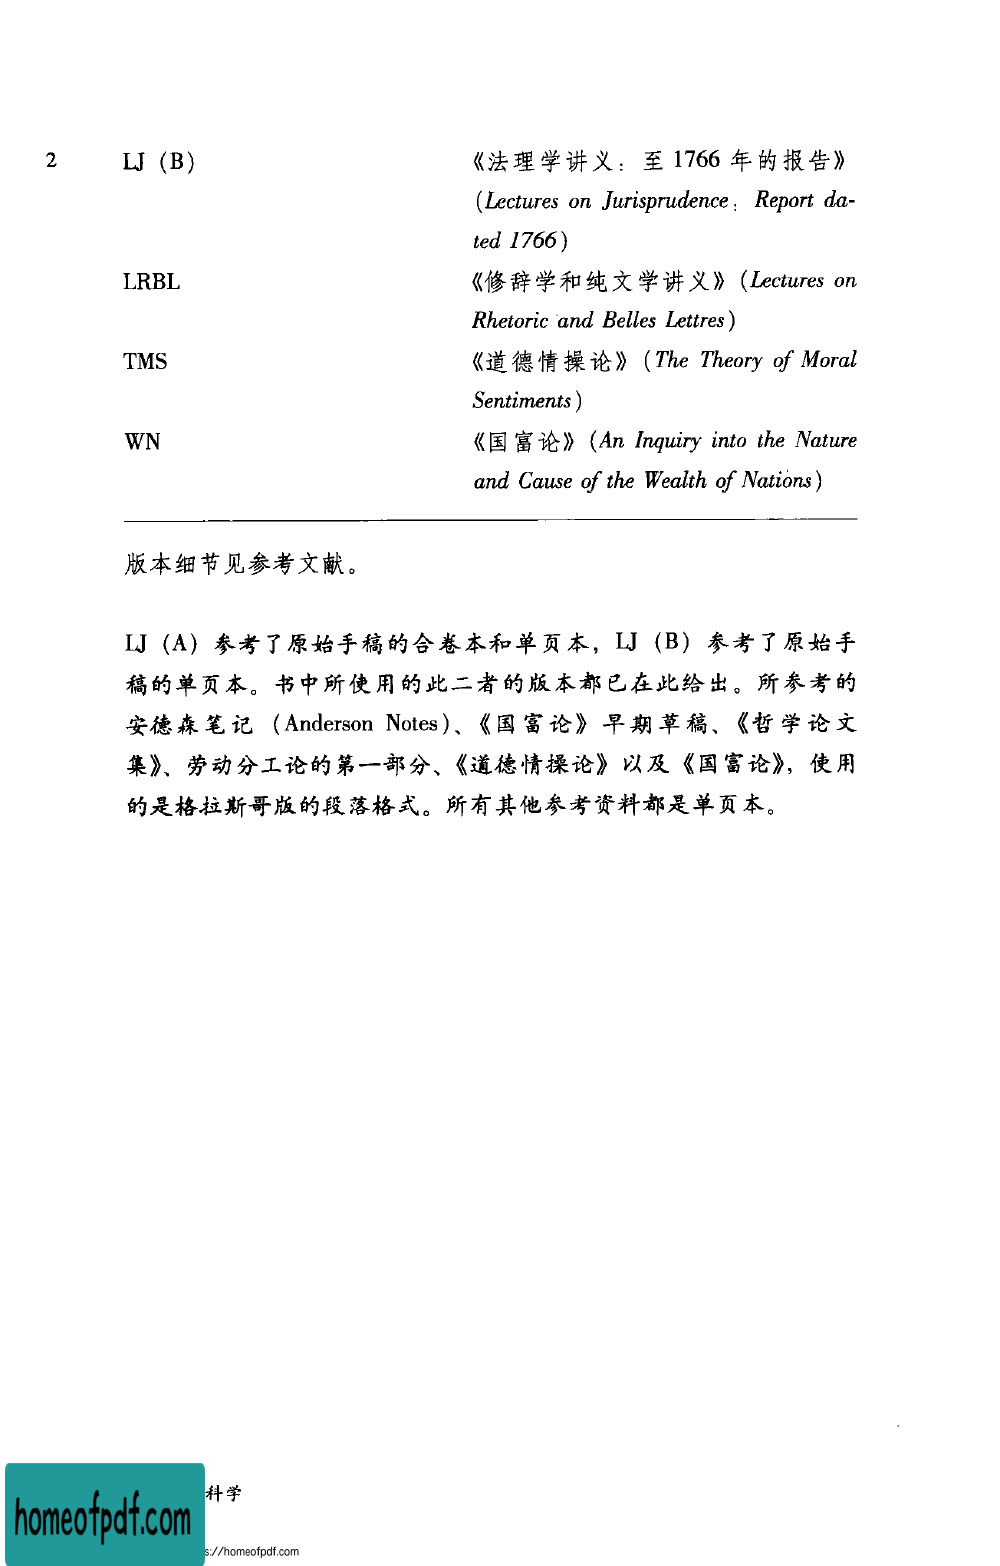 2 LJ (B) 《法理学讲义：至 1766 年的报告》
(Lectures on Jurisprudence: Report da-
ted 1766)
LRBL 《修辞学和纯文学讲义》(Lectures on
Rhetoric and Belles Lettres)
TMS 《道德情操论》(The Theory of Moral
Sentiments)
WN 《国富论》(An Inquiry into the Nature
and Cause of the Wealth of Nations)
版本细节见参考文献。
LJ (A) 参考了原始手稿的合卷本和单页本，LJ (B) 参考了原始手
稿的单页本。书中所使用的此二者的版本都已在此给出。所参考的
安德森笔记 (Anderson Notes)、《国富论》早期草稿、《哲学论文
集》、劳动分工论的第一部分、《道德情操论》以及《国富论》，使用
的是格拉斯哥版的段落格式。所有其他参考资料都是单页本。
科学
homeofpdf.com
s://homeofpdf.com